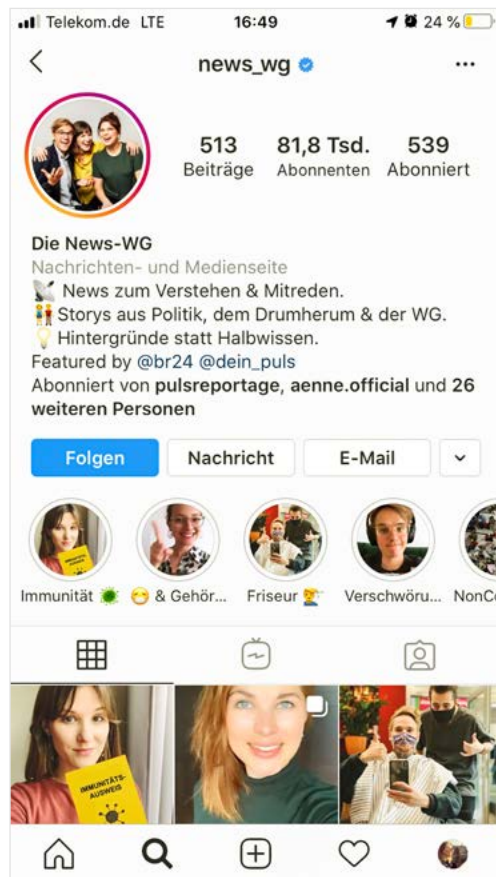 Telekom.de LTE 16:49 24 %
news_wg
513 81,8 Tsd. 539
Beiträge Abonnenten Abonniert
Die News-WG
Nachrichten- und Medienseite
News zum Verstehen & Mitreden.
Storys aus Politik, dem Drumherum & der WG.
Hintergründe statt Halbwissen.
Featured by @br24 @dein_puls
Abonniert von pulsreportage, aenne.official und 26
weiteren Personen
Folgen Nachricht E-Mail
Immunität & Gehör... Friseur Verschwöru... NonCo
IMMUNITÄTS-
AUSWEIS